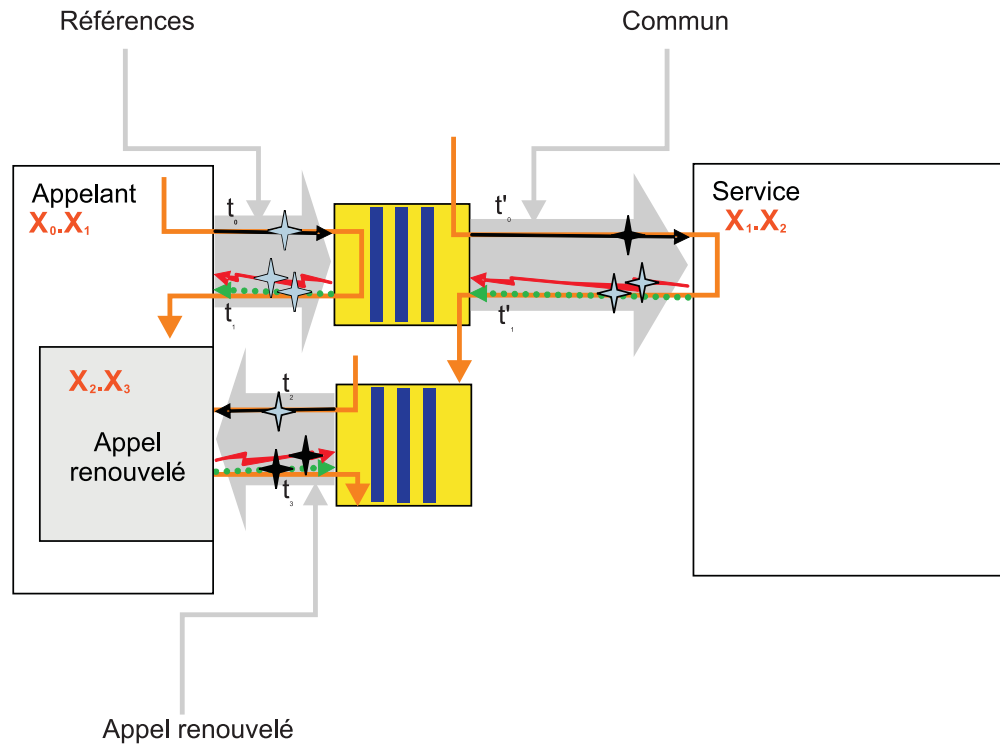 Références
Commun
Appelant
X₀.X₁
t₀
t'₀
Service
X₁.X₂
t₁
t'₁
X₂.X₃
t₂
Appel
renouvelé
t₃
Appel renouvelé